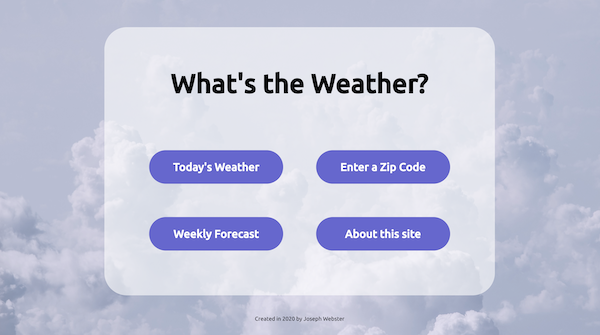 What's the Weather?
Today's Weather
Enter a Zip Code
Weekly Forecast
About this site
Created in 2020 by Joseph Webster